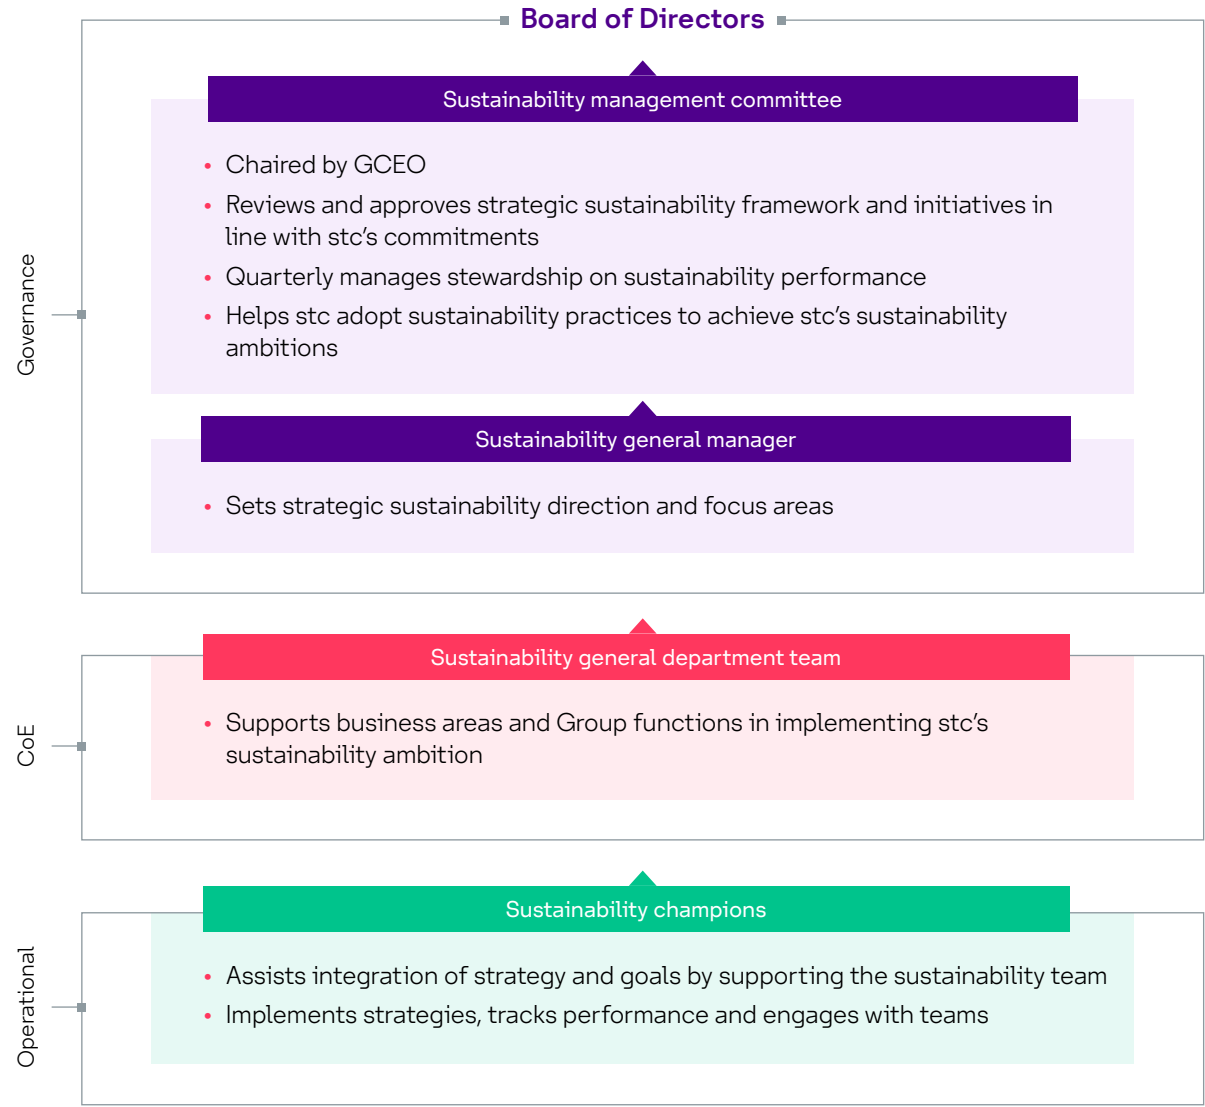 Board of Directors
Governance
Sustainability management committee
• Chaired by GCEO
• Reviews and approves strategic sustainability framework and initiatives in
line with stc's commitments
• Quarterly manages stewardship on sustainability performance
• Helps stc adopt sustainability practices to achieve stc's sustainability
ambitions
Sustainability general manager
• Sets strategic sustainability direction and focus areas
CoE
Sustainability general department team
• Supports business areas and Group functions in implementing stc's
sustainability ambition
Operational
Sustainability champions
• Assists integration of strategy and goals by supporting the sustainability team
• Implements strategies, tracks performance and engages with teams